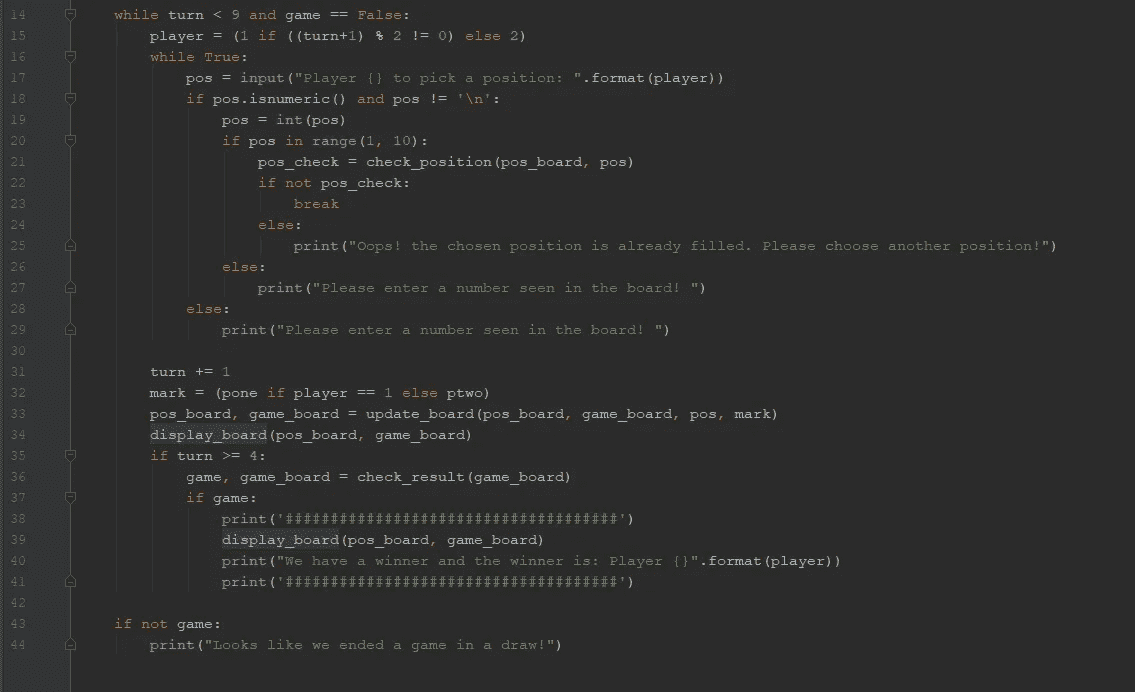 14 while turn < 9 and game == False:
15 player = (1 if ((turn+1) % 2 != 0) else 2)
16 while True:
17 pos = input("Player {} to pick a position: ".format(player))
18 if pos.isnumeric() and pos != '\n':
19 pos = int(pos)
20 if pos in range(1, 10):
21 pos_check = check_position(pos_board, pos)
22 if not pos_check:
23 break
24 else:
25 print("Oops! the chosen position is already filled. Please choose another position!")
26 else:
27 print("Please enter a number seen in the board! ")
28 else:
29 print("Please enter a number seen in the board! ")
30
31 turn += 1
32 mark = (pone if player == 1 else ptwo)
33 pos_board, game_board = update_board(pos_board, game_board, pos, mark)
34 display_board(pos_board, game_board)
35 if turn >= 4:
36 game, game_board = check_result(game_board)
37 if game:
38 print('#####################################')
39 display_board(pos_board, game_board)
40 print("We have a winner and the winner is: Player {}".format(player))
41 print('#####################################')
42
43 if not game:
44 print("Looks like we ended a game in a draw!")